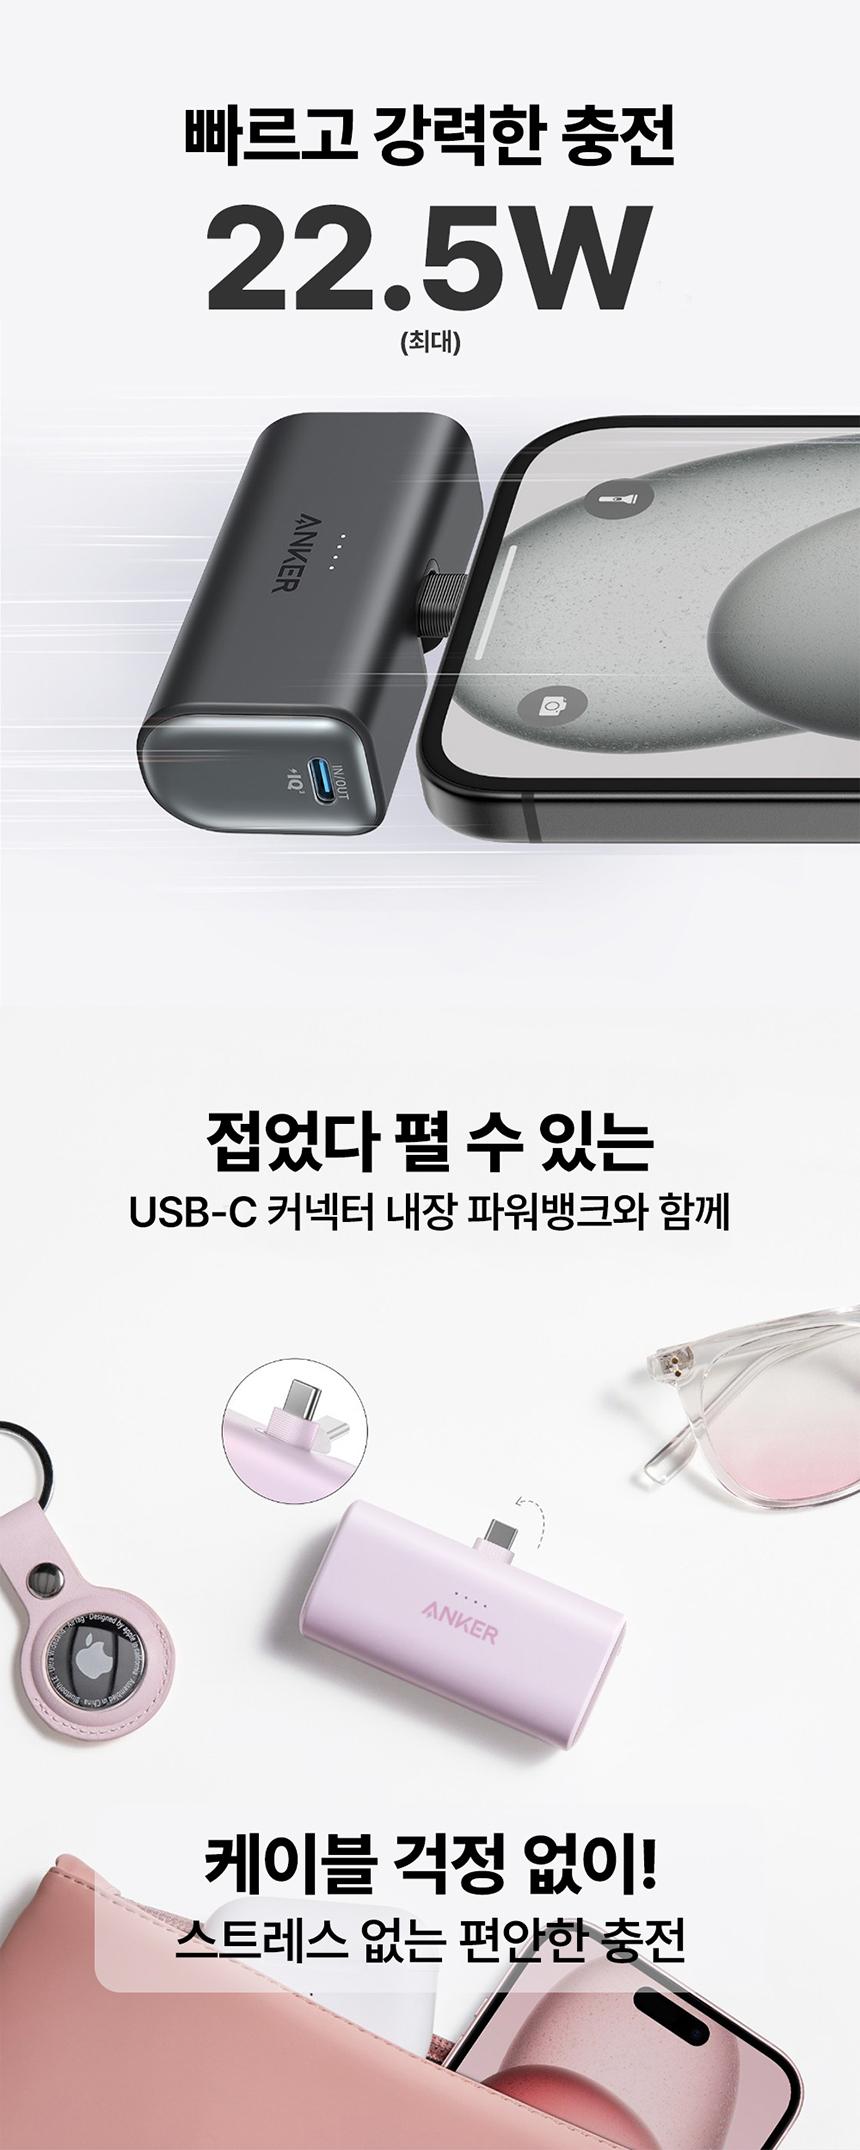 빠르고 강력한 충전
22.5W
(최대)
ANKER
IN/OUT
IQ³
접었다 펼 수 있는
USB-C 커넥터 내장 파워뱅크와 함께
ANKER
케이블 걱정 없이!
스트레스 없는 편안한 충전